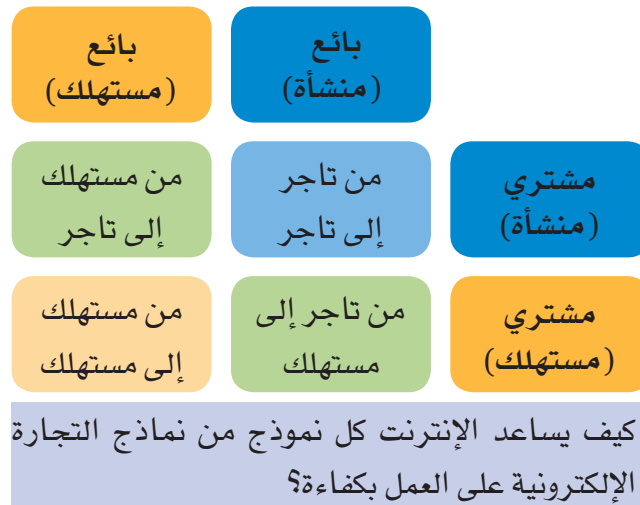 بائع
(منشأة)
بائع
(مستهلك)
مشتري
(منشأة)
من تاجر
إلى تاجر
من مستهلك
إلى تاجر
مشتري
(مستهلك)
من تاجر إلى
مستهلك
من مستهلك
إلى مستهلك
كيف يساعد الإنترنت كل نموذج من نماذج التجارة
الإلكترونية على العمل بكفاءة؟